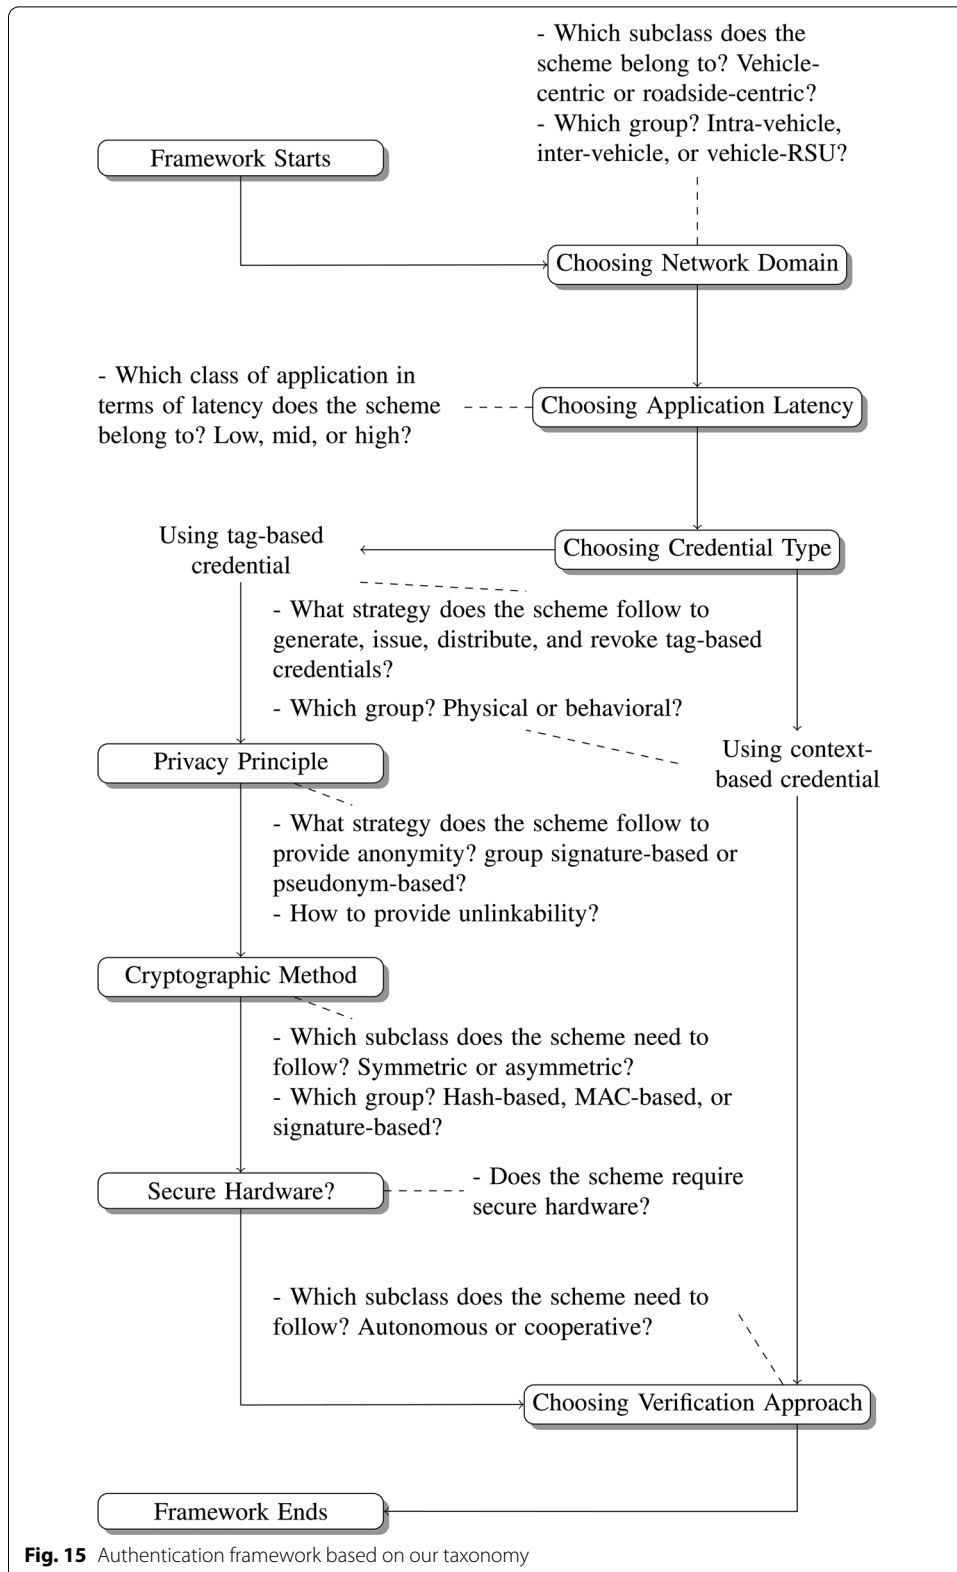 - Which subclass does the
scheme belong to? Vehicle-
centric or roadside-centric?
- Which group? Intra-vehicle,
inter-vehicle, or vehicle-RSU?
Framework Starts
Choosing Network Domain
- Which class of application in
terms of latency does the scheme
belong to? Low, mid, or high?
Choosing Application Latency
Using tag-based
credential
Choosing Credential Type
- What strategy does the scheme follow to
generate, issue, distribute, and revoke tag-based
credentials?
- Which group? Physical or behavioral?
Privacy Principle
Using context-
based credential
- What strategy does the scheme follow to
provide anonymity? group signature-based or
pseudonym-based?
- How to provide unlinkability?
Cryptographic Method
- Which subclass does the scheme need to
follow? Symmetric or asymmetric?
- Which group? Hash-based, MAC-based, or
signature-based?
Secure Hardware?
- Does the scheme require
secure hardware?
- Which subclass does the scheme need to
follow? Autonomous or cooperative?
Choosing Verification Approach
Framework Ends
Fig. 15 Authentication framework based on our taxonomy